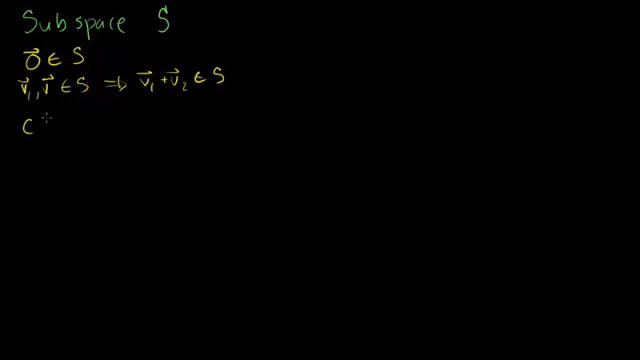 Subspace S
0⃗ ∈ S
v⃗₁, v⃗ ∈ S ⇒ v⃗₁ + v⃗₂ ∈ S
C